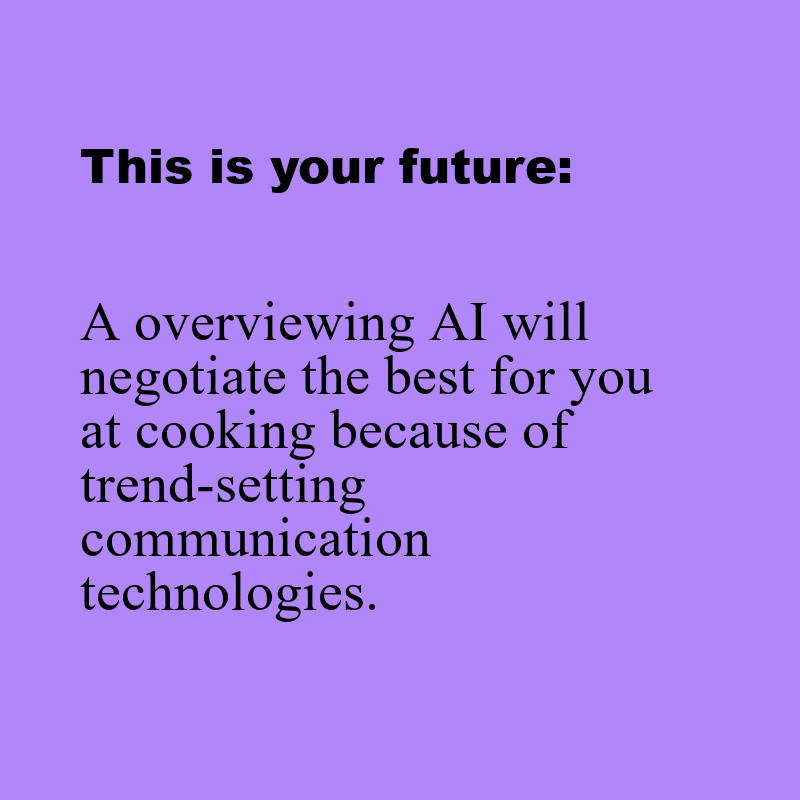 This is your future:
A overviewing AI will
negotiate the best for you
at cooking because of
trend-setting
communication
technologies.